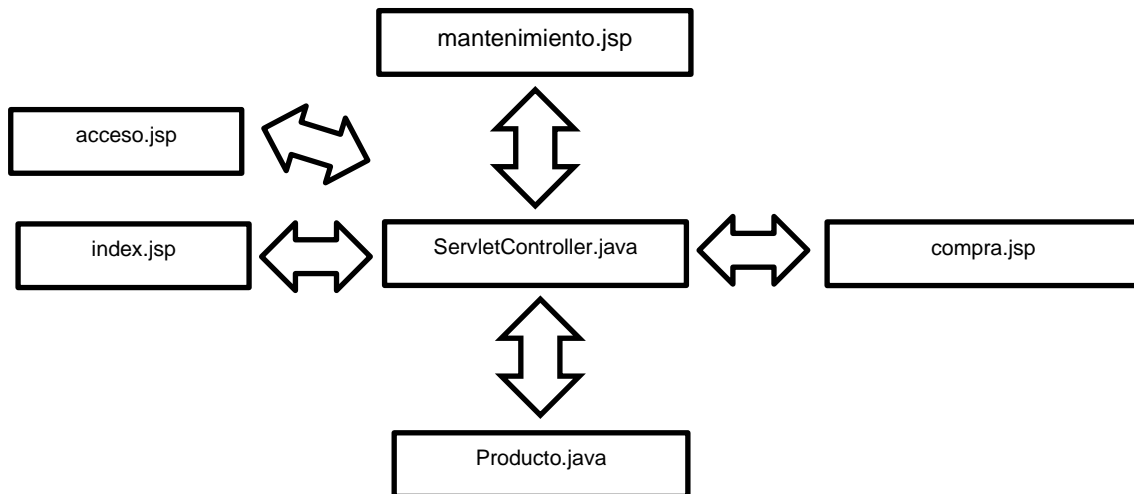 mantenimiento.jsp
acceso.jsp
index.jsp
ServletController.java
compra.jsp
Producto.java